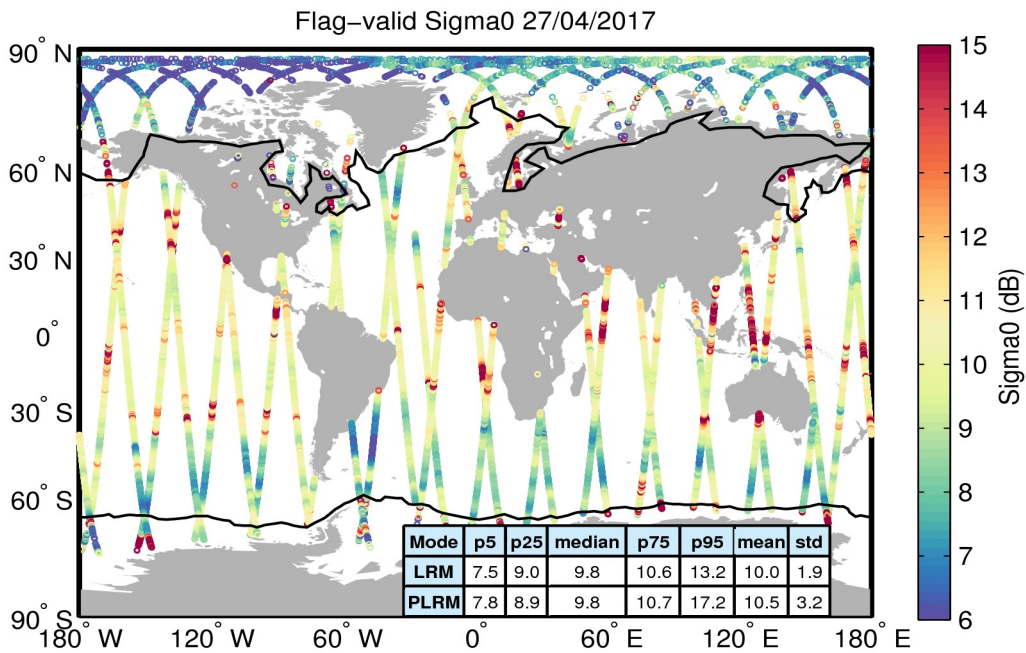 Flag−valid Sigma0 27/04/2017
90° N
60° N
30° N
0°
30° S
60° S
90° S
180° W
120° W
60° W
0°
60° E
120° E
180° E
Mode p5 p25 median p75 p95 mean std
LRM 7.5 9.0 9.8 10.6 13.2 10.0 1.9
PLRM 7.8 8.9 9.8 10.7 17.2 10.5 3.2
15
14
13
12
11
10
9
8
7
6
Sigma0 (dB)